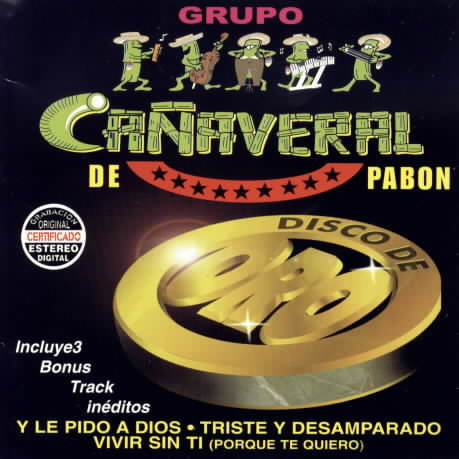 GRUPO
CAÑAVERAL
DE PABON
GRABACIÓN
ORIGINAL
CERTIFICADO
ESTEREO
DIGITAL
DISCO DE
ORO
Incluye3
Bonus
Track
inéditos
Y LE PIDO A DIOS • TRISTE Y DESAMPARADO
VIVIR SIN TI (PORQUE TE QUIERO)